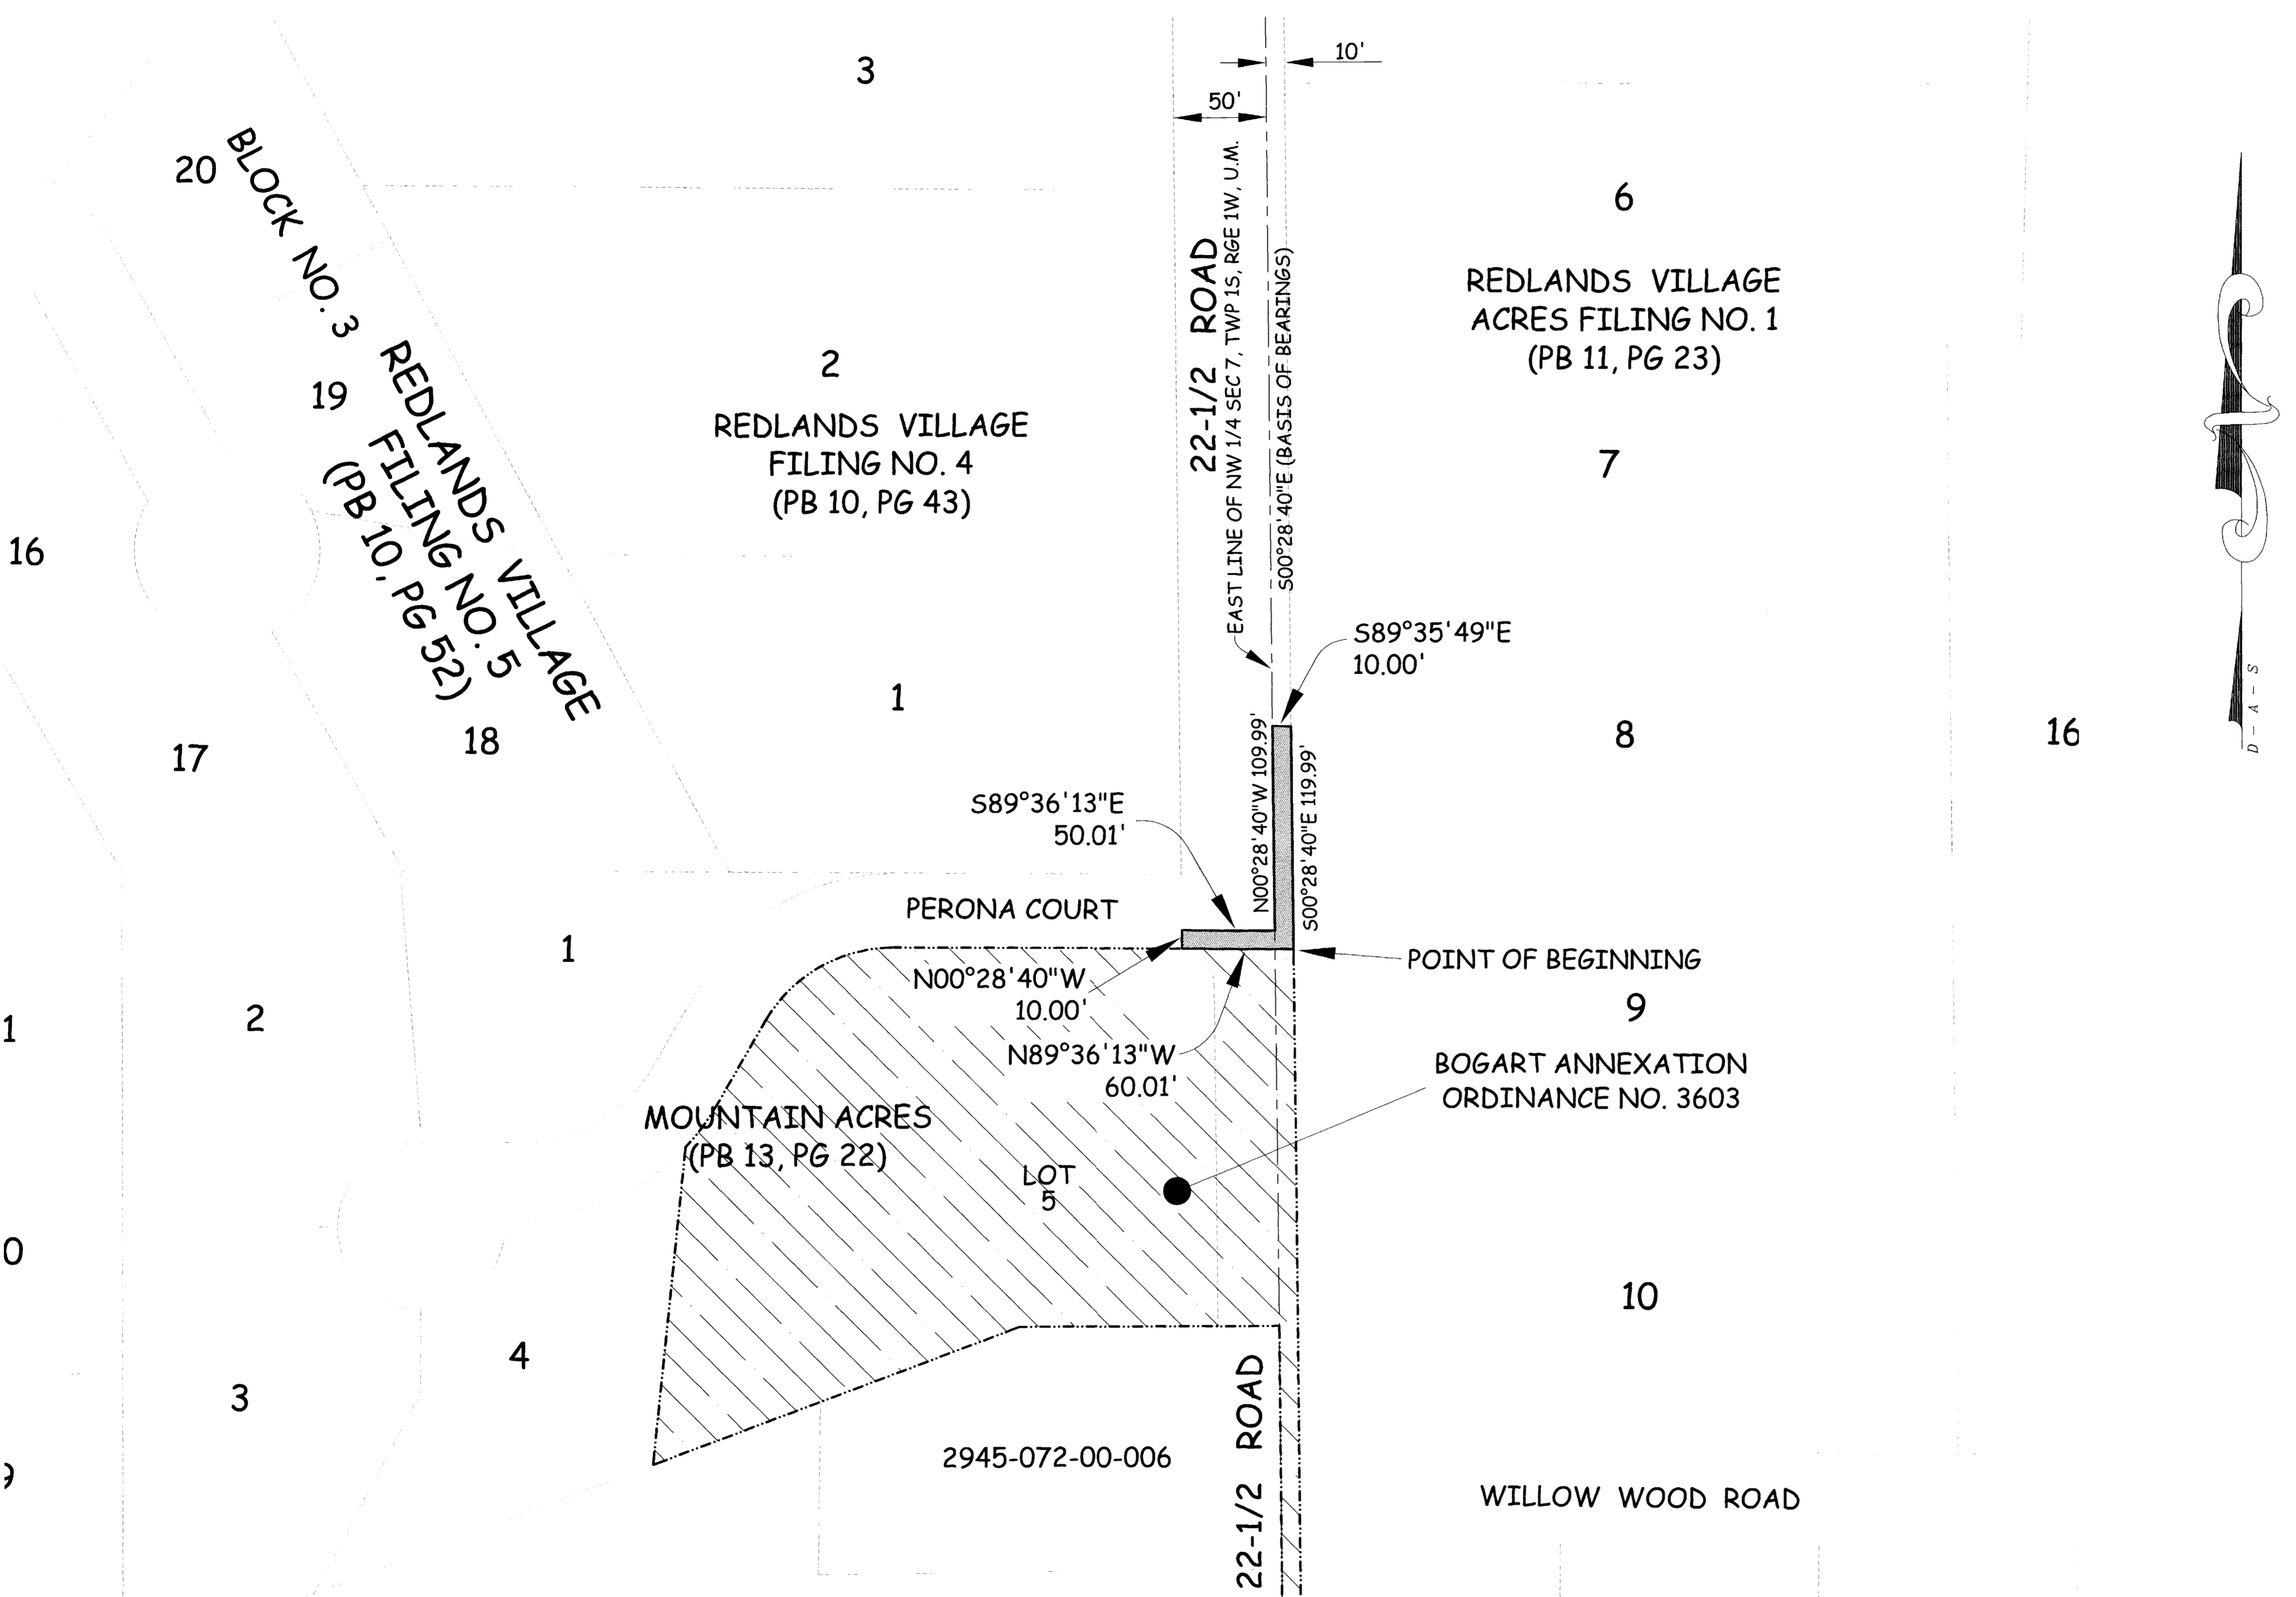 3
10'
50'
20
BLOCK NO. 3
6
REDLANDS VILLAGE
ACRES FILING NO. 1
(PB 11, PG 23)
22-1/2 ROAD
EAST LINE OF NW 1/4 SEC 7, TWP 1S, RGE 1W, U.M.
S00°28'40"E (BASIS OF BEARINGS)
2
REDLANDS VILLAGE
FILING NO. 4
(PB 10, PG 43)
19
REDLANDS VILLAGE
FILING NO. 5
(PB 10, PG 52)
7
16
S89°35'49"E
10.00'
1
17
18
8
16
D-A-S
N00°28'40"W 109.99'
S00°28'40"E 119.99'
S89°36'13"E
50.01'
PERONA COURT
1
POINT OF BEGINNING
N00°28'40"W
10.00'
9
2
1
N89°36'13"W
60.01'
BOGART ANNEXATION
ORDINANCE NO. 3603
MOUNTAIN ACRES
(PB 13, PG 22)
LOT
5
0
10
4
3
22-1/2 ROAD
2945-072-00-006
WILLOW WOOD ROAD